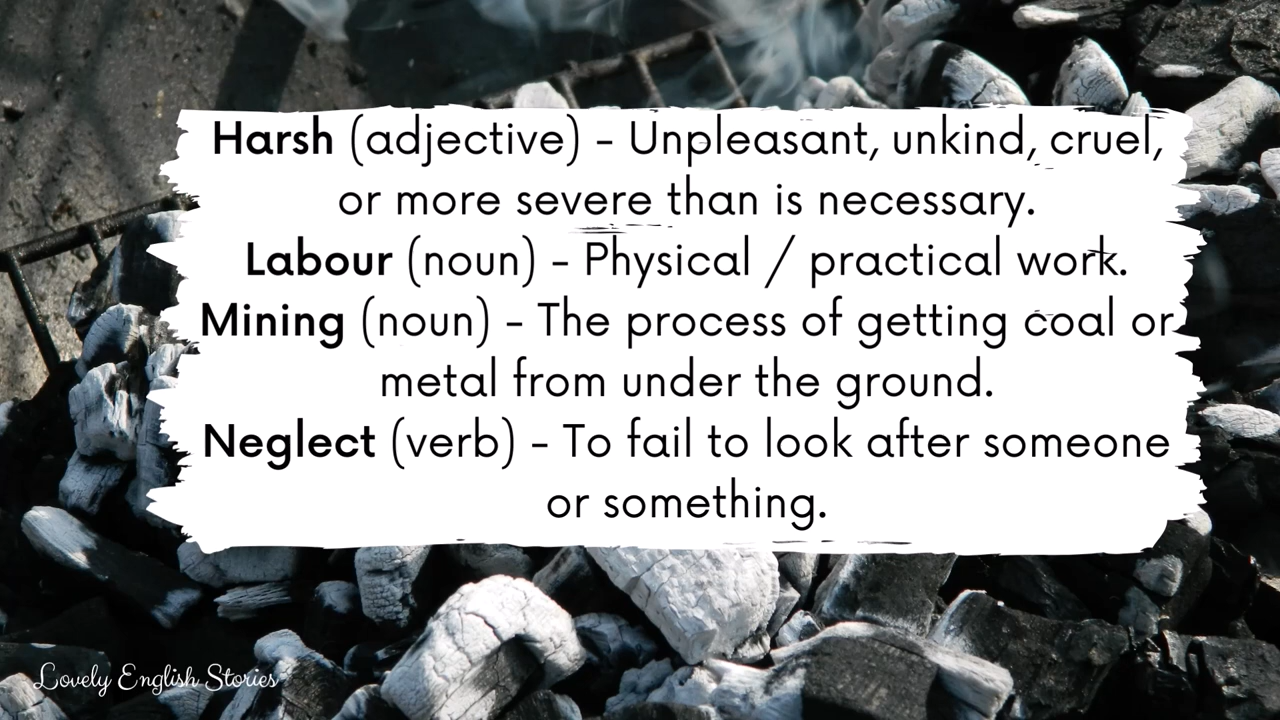 Harsh (adjective) - Unpleasant, unkind, cruel,
or more severe than is necessary.
Labour (noun) - Physical / practical work.
Mining (noun) - The process of getting coal or
metal from under the ground.
Neglect (verb) - To fail to look after someone
or something.
Lovely English Stories